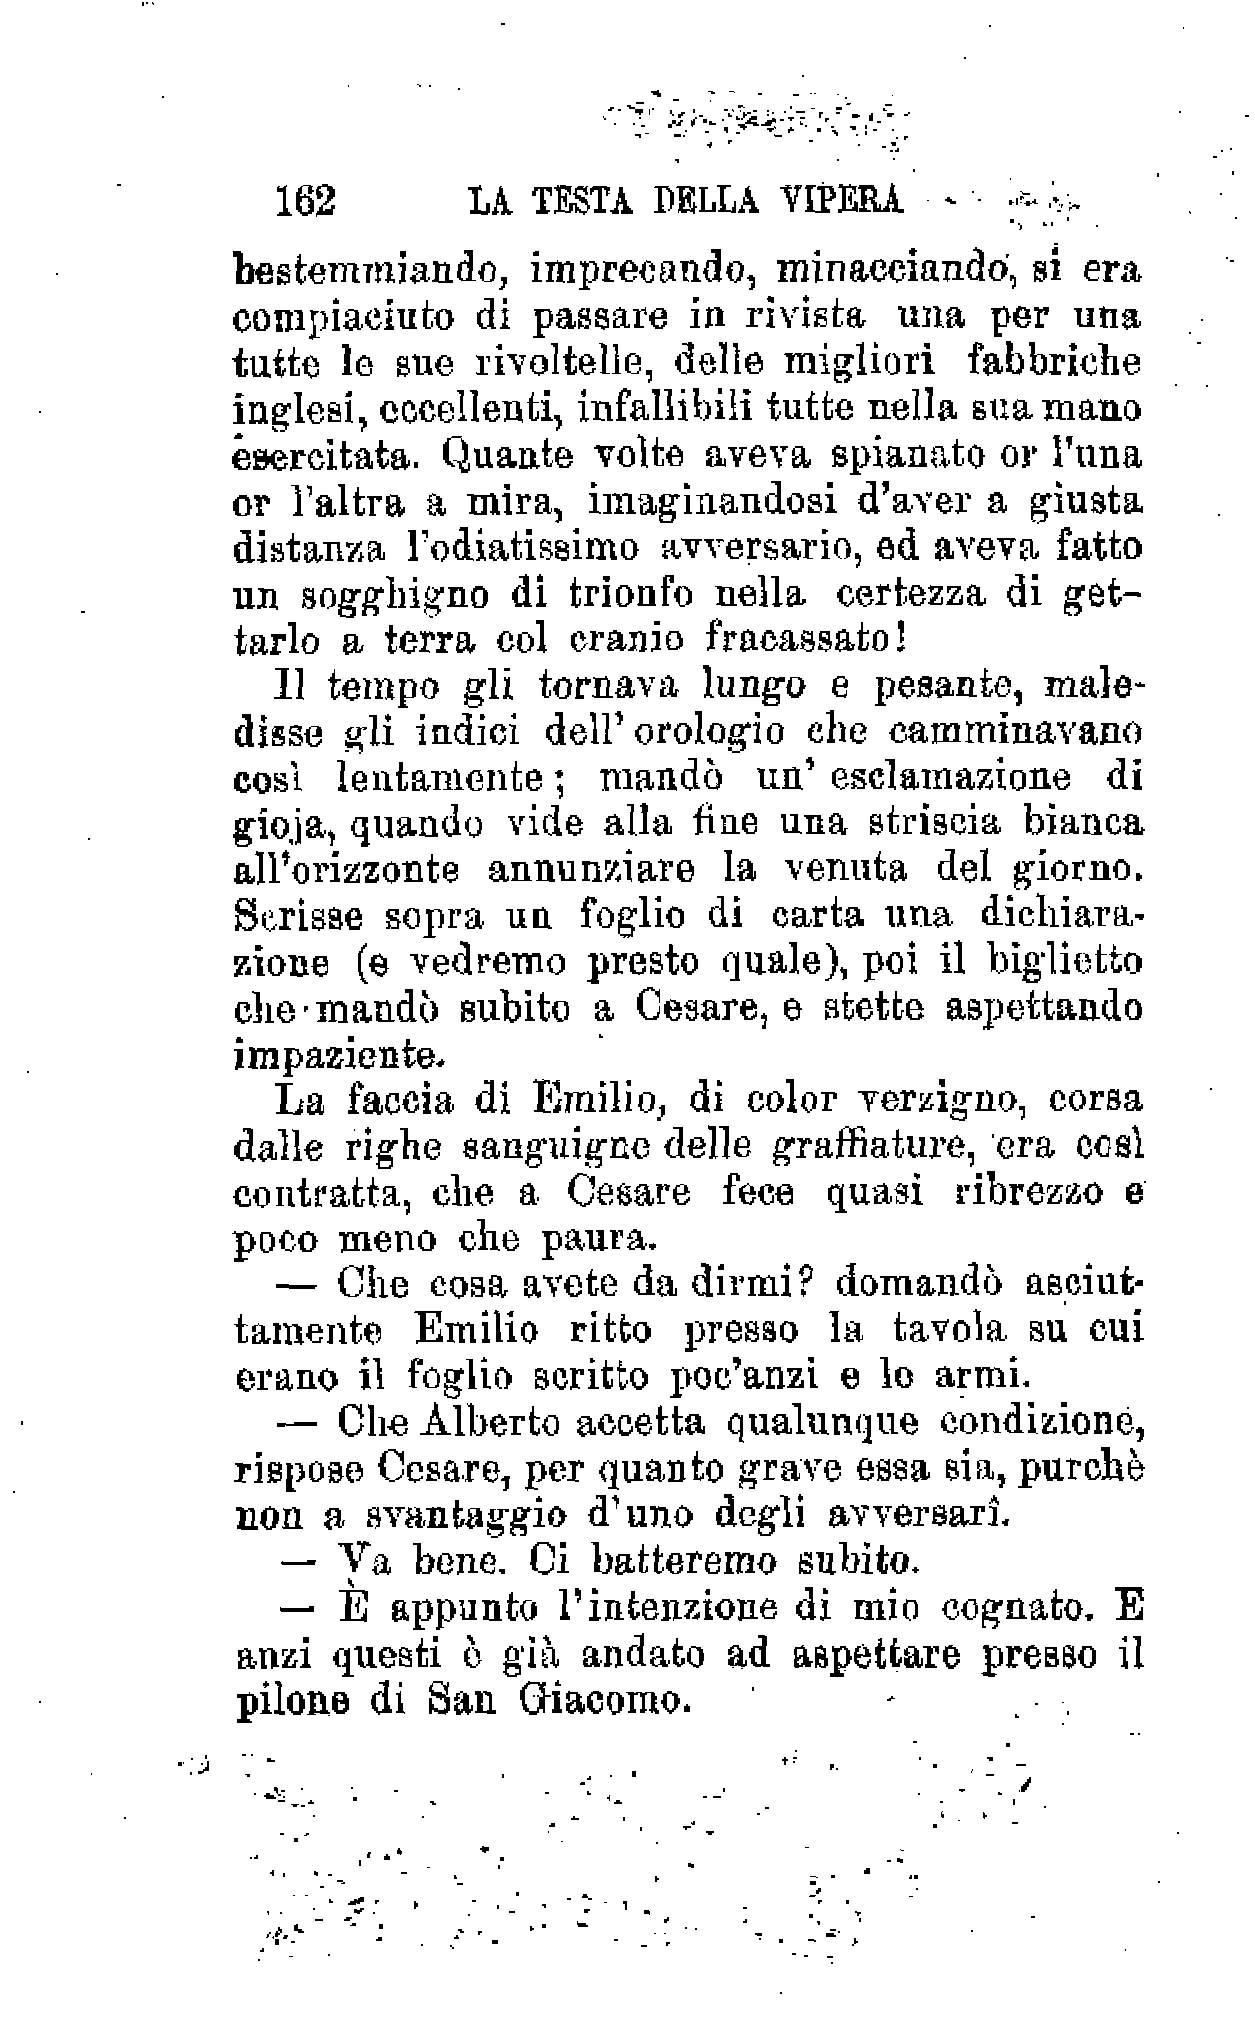 162 LA TESTA DELLA VIPERA
bestemmiando, imprecando, minacciando, si era
compiaciuto di passare in rivista una per una
tutte le sue rivoltelle, delle migliori fabbriche
inglesi, eccellenti, infallibili tutte nella sua mano
esercitata. Quante volte aveva spianato or l'una
or l'altra a mira, imaginandosi d'aver a giusta
distanza l'odiatissimo avversario, ed aveva fatto
un sogghigno di trionfo nella certezza di get-
tarlo a terra col cranio fracassato!
Il tempo gli tornava lungo e pesante, male-
disse gli indici dell' orologio che camminavano
così lentamente; mandò un' esclamazione di
gioja, quando vide alla fine una striscia bianca
all'orizzonte annunziare la venuta del giorno.
Scrisse sopra un foglio di carta una dichiara-
zione (e vedremo presto quale), poi il biglietto
che mandò subito a Cesare, e stette aspettando
impaziente.
La faccia di Emilio, di color verzigno, corsa
dalle righe sanguigne delle graffiature, era così
contratta, che a Cesare fece quasi ribrezzo e
poco meno che paura.
— Che cosa avete da dirmi? domandò asciut-
tamente Emilio ritto presso la tavola su cui
erano il foglio scritto poc'anzi e le armi.
— Che Alberto accetta qualunque condizione,
rispose Cesare, per quanto grave essa sia, purchè
non a svantaggio d'uno degli avversarî.
— Va bene. Ci batteremo subito.
— È appunto l'intenzione di mio cognato. E
anzi questi è già andato ad aspettare presso il
pilone di San Giacomo.